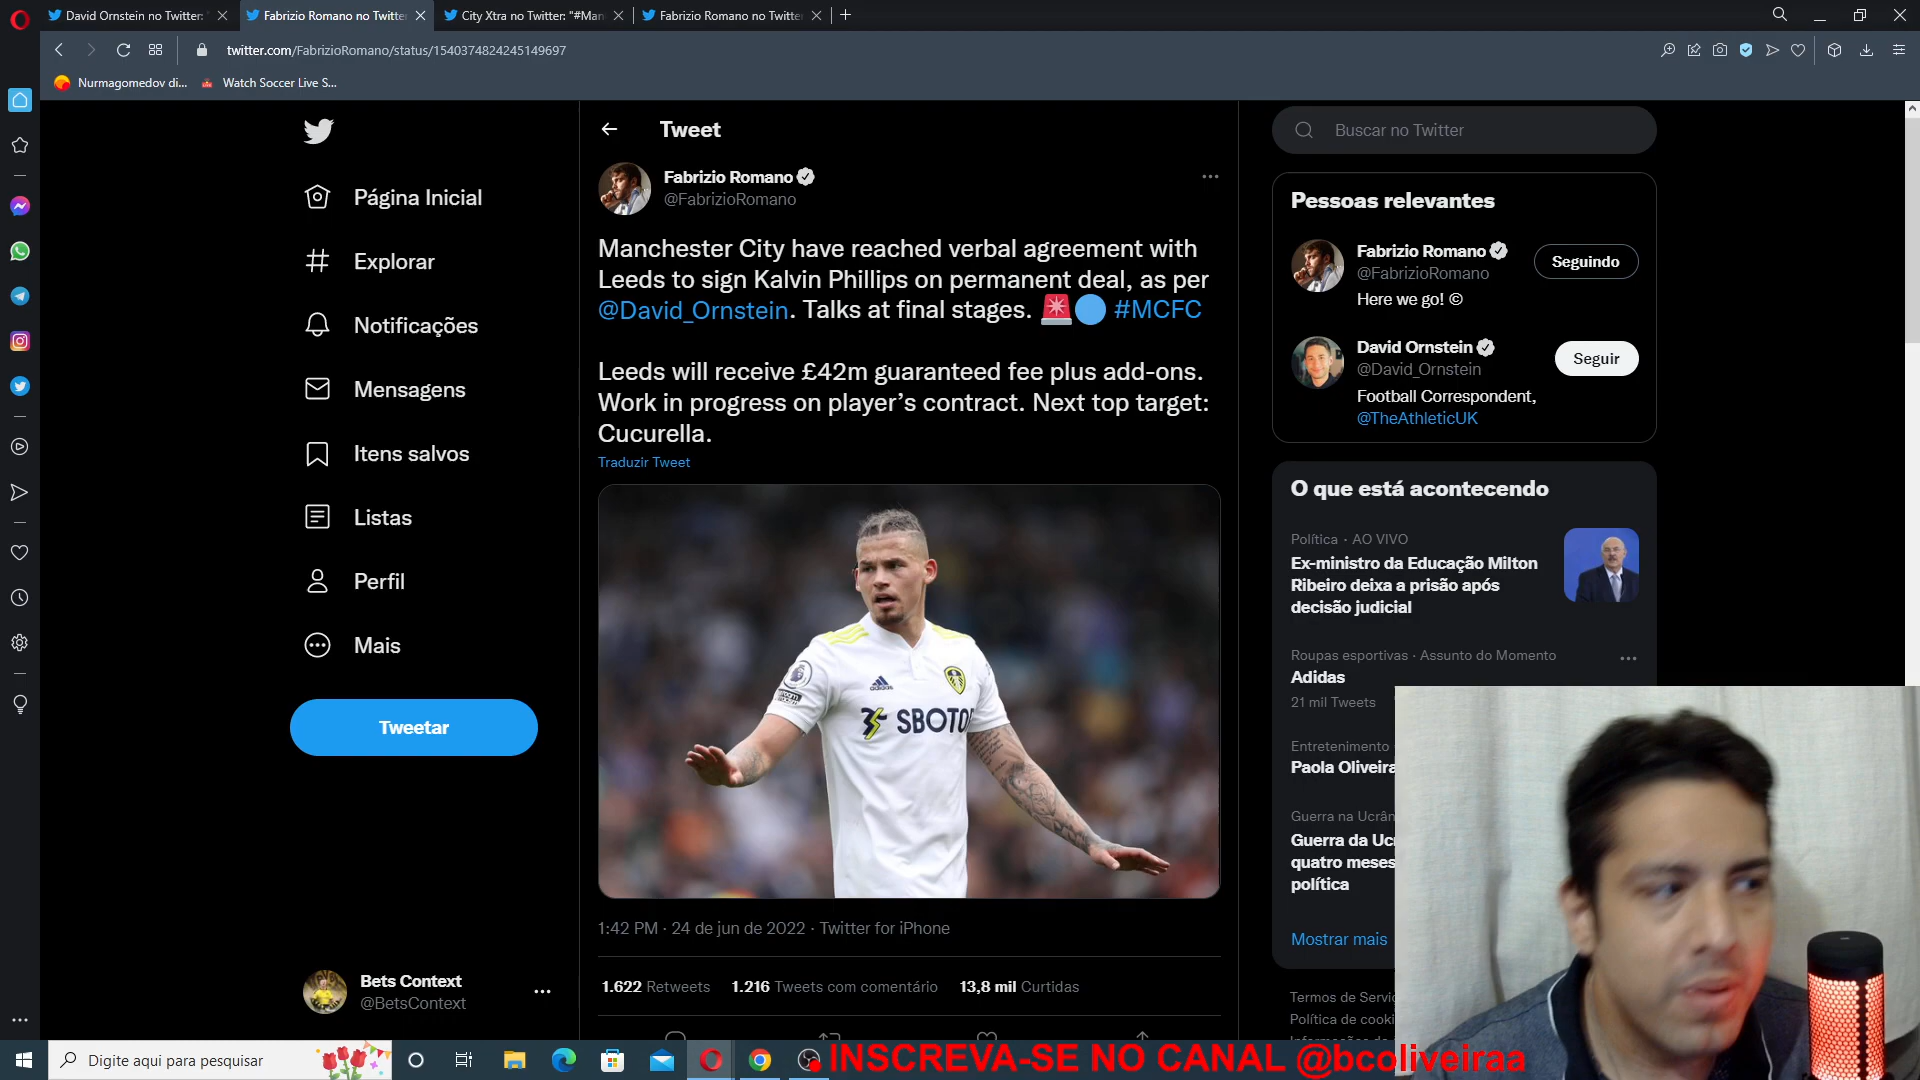 David Ornstein no Twitter:
Fabrizio Romano no Twitter
City Xtra no Twitter: "#Man
Fabrizio Romano no Twitter
twitter.com/FabrizioRomano/status/1540374824245149697
Nurmagomedov di...
Watch Soccer Live S...
Página Inicial
Explorar
Notificações
Mensagens
Itens salvos
Listas
Perfil
Mais
Tweetar
Bets Context
@BetsContext
Tweet
Fabrizio Romano
@FabrizioRomano
Manchester City have reached verbal agreement with
Leeds to sign Kalvin Phillips on permanent deal, as per
@David_Ornstein. Talks at final stages. 🚨🔵 #MCFC
Leeds will receive £42m guaranteed fee plus add-ons.
Work in progress on player’s contract. Next top target:
Cucurella.
Traduzir Tweet
adidas
SBOTO
1:42 PM · 24 de jun de 2022 · Twitter for iPhone
1.622 Retweets 1.216 Tweets com comentário 13,8 mil Curtidas
Buscar no Twitter
Pessoas relevantes
Fabrizio Romano
@FabrizioRomano
Seguindo
Here we go! ©
David Ornstein
@David_Ornstein
Seguir
Football Correspondent,
@TheAthleticUK
O que está acontecendo
Política · AO VIVO
Ex-ministro da Educação Milton
Ribeiro deixa a prisão após
decisão judicial
Roupas esportivas · Assunto do Momento
Adidas
21 mil Tweets
Entretenimento
Paola Oliveira
Guerra na Ucrân
Guerra da Ucr
quatro meses
política
Mostrar mais
Termos de Serviç
Política de cooki
Digite aqui para pesquisar
INSCREVA-SE NO CANAL @bcoliveiraa